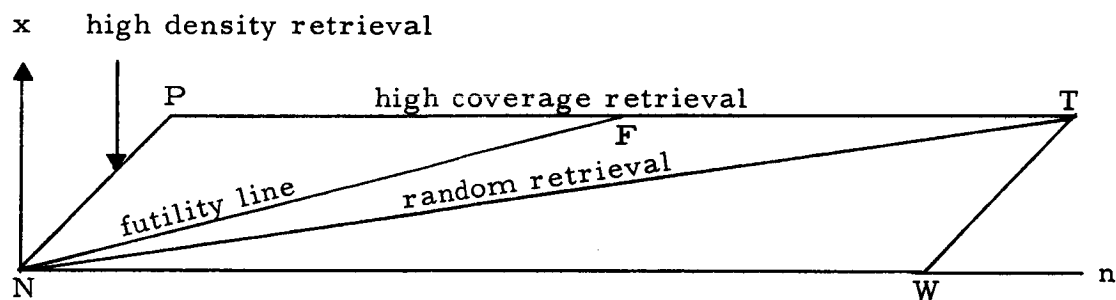 x high density retrieval
P high coverage retrieval T
F
futility line random retrieval
N W n